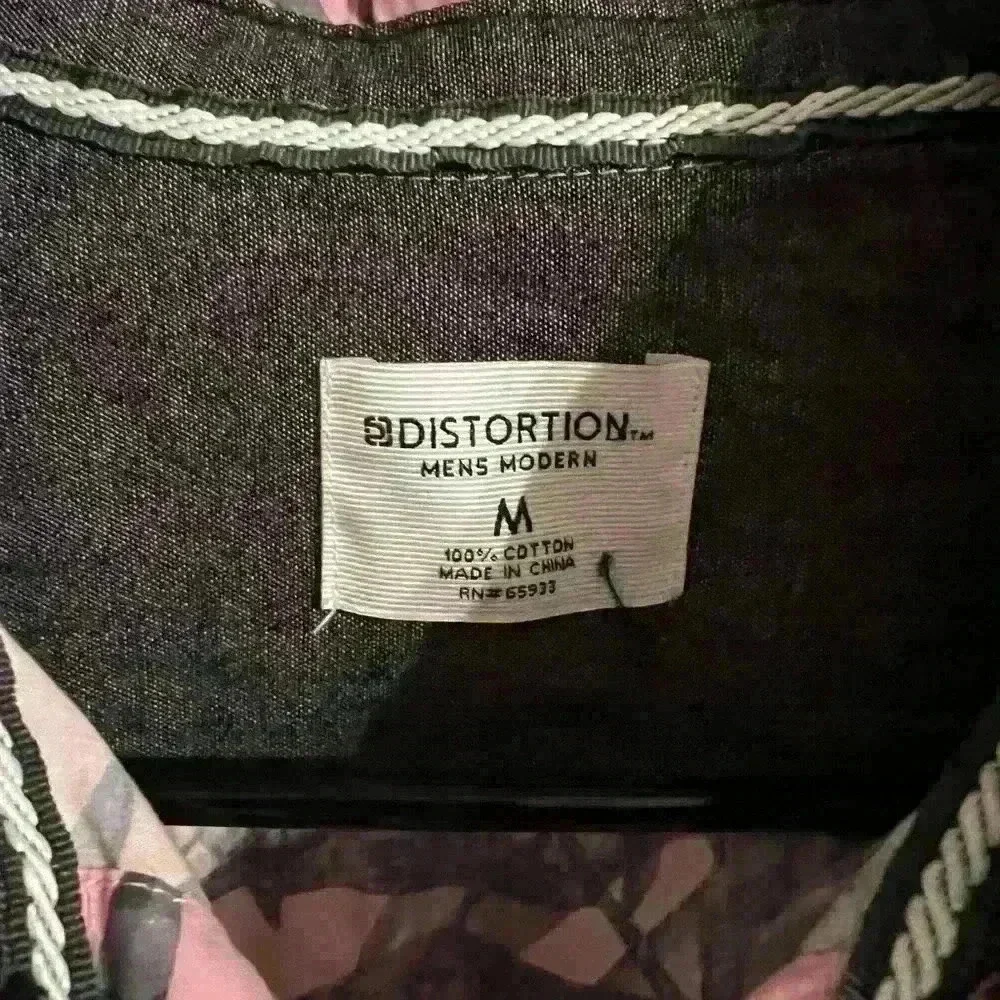 DISTORTION™
MENS MODERN
M
100% COTTON
MADE IN CHINA
RN#65933